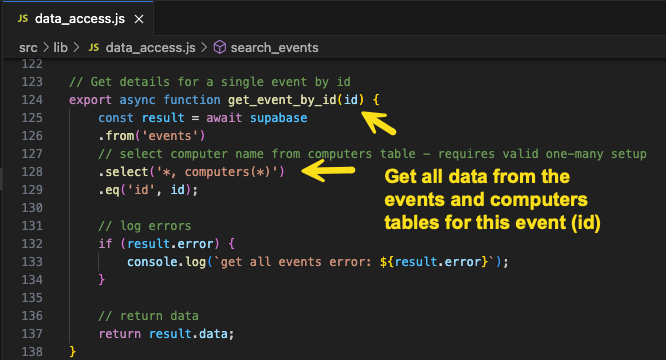 JS data_access.js ×
src > lib > JS data_access.js > search_events
122
123 // Get details for a single event by id
124 export async function get_event_by_id(id) {
125 const result = await supabase
126 .from('events')
127 // select computer name from computers table - requires valid one-many setup
128 .select('*, computers(*)')
129 .eq('id', id);
130
131 // log errors
132 if (result.error) {
133 console.log(`get all events error: ${result.error}`);
134 }
135
136 // return data
137 return result.data;
138 }
Get all data from the
events and computers
tables for this event (id)